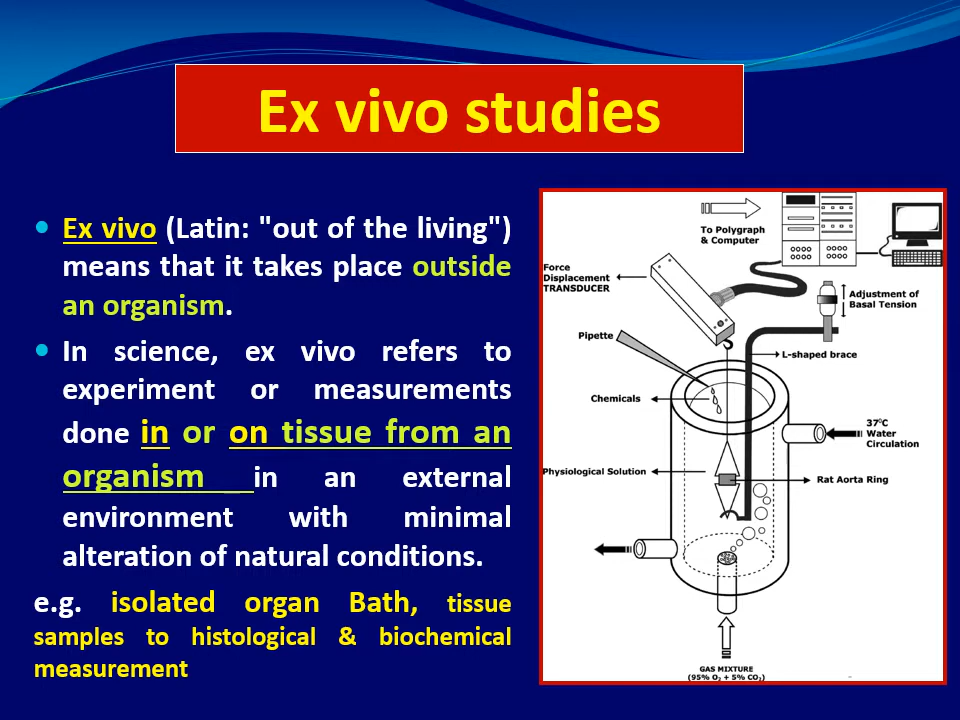 Ex vivo studies
Ex vivo (Latin: "out of the living")
means that it takes place outside
an organism.
In science, ex vivo refers to
experiment or measurements
done in or on tissue from an
organism in an external
environment with minimal
alteration of natural conditions.
e.g. isolated organ Bath, tissue
samples to histological & biochemical
measurement
To Polygraph
& Computer
Force
Displacement
TRANSDUCER
Adjustment of
Basal Tension
Pipette
L-shaped brace
Chemicals
37°C
Water
Circulation
Physiological Solution
Rat Aorta Ring
GAS MIXTURE
(95% O₂ + 5% CO₂)